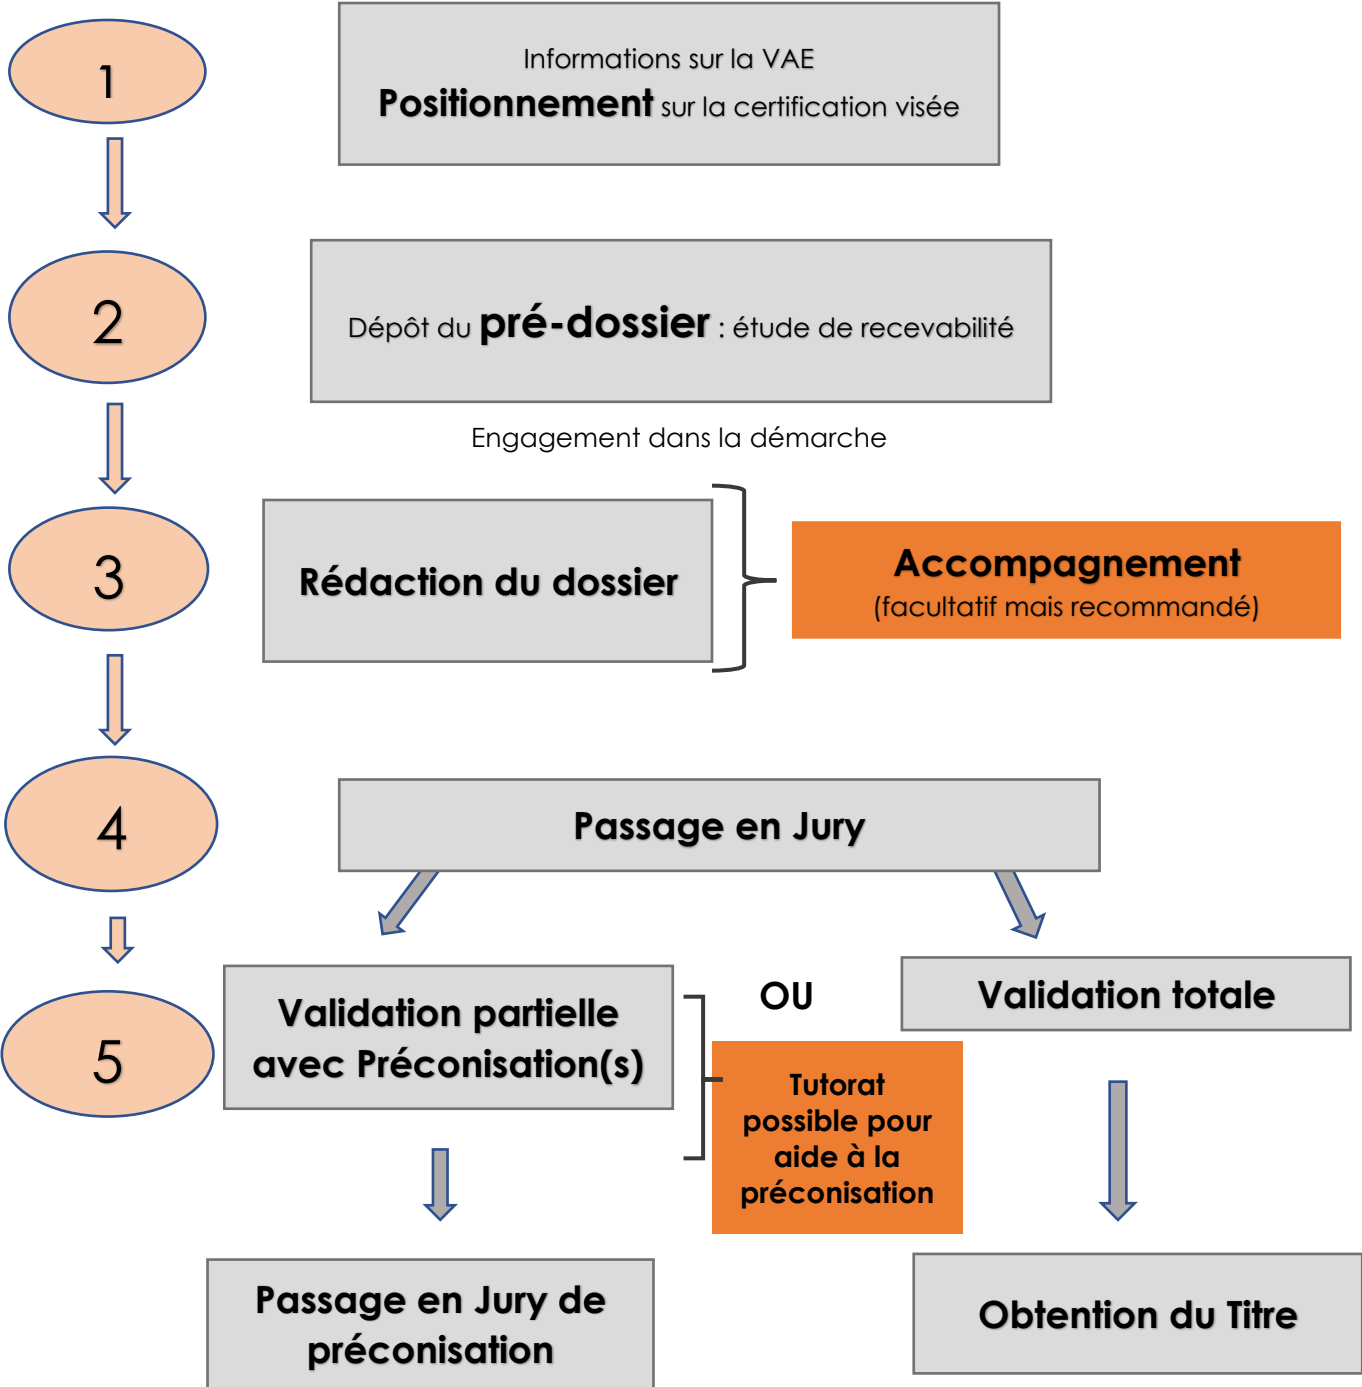 1
Informations sur la VAE
Positionnement sur la certification visée
2
Dépôt du pré-dossier : étude de recevabilité
Engagement dans la démarche
3
Rédaction du dossier
Accompagnement
(facultatif mais recommandé)
4
Passage en Jury
5
Validation partielle
avec Préconisation(s)
OU
Validation totale
Tutorat
possible pour
aide à la
préconisation
Passage en Jury de
préconisation
Obtention du Titre